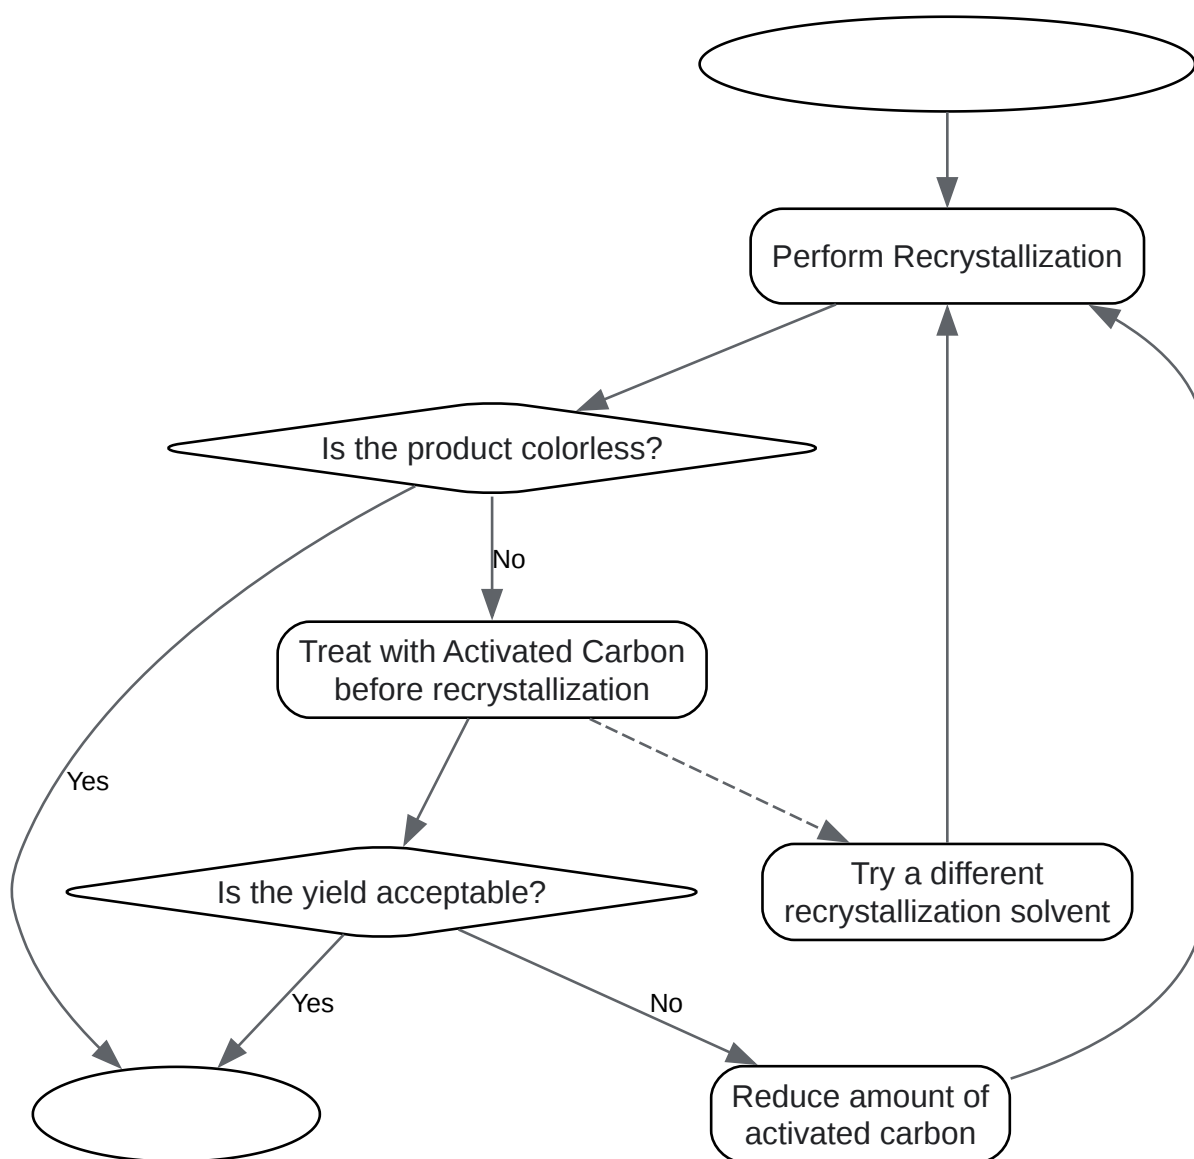 Perform Recrystallization
Is the product colorless?
No
Treat with Activated Carbon
before recrystallization
Yes
Try a different
recrystallization solvent
Is the yield acceptable?
Yes
No
Reduce amount of
activated carbon